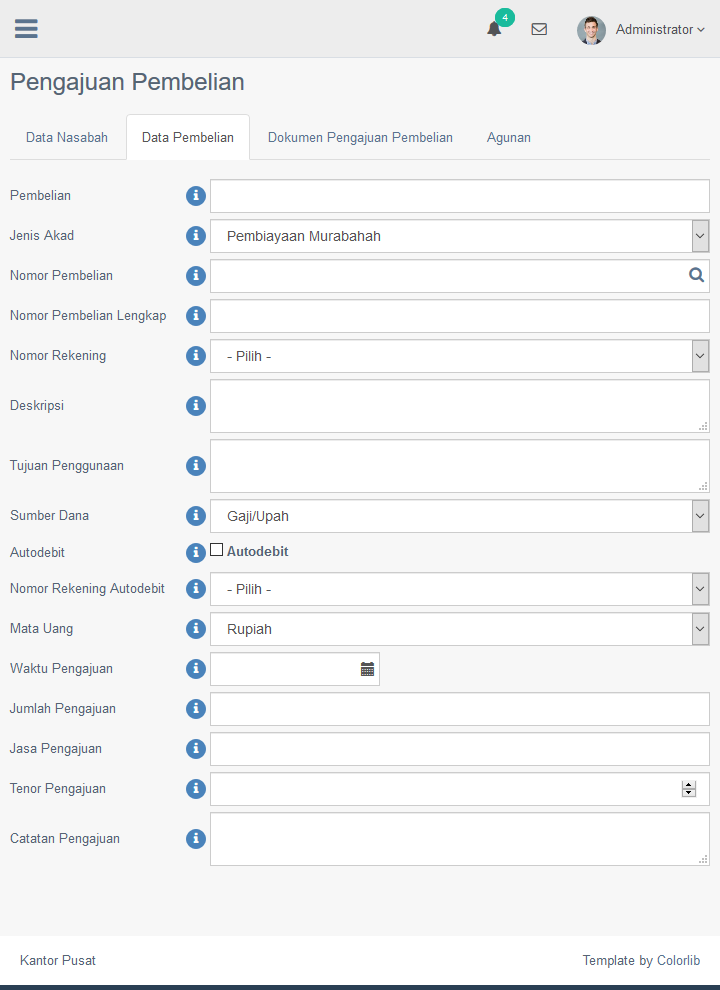 4
Administrator
Pengajuan Pembelian
Data Nasabah
Data Pembelian
Dokumen Pengajuan Pembelian
Agunan
Pembelian
Jenis Akad
Pembiayaan Murabahah
Nomor Pembelian
Nomor Pembelian Lengkap
Nomor Rekening
- Pilih -
Deskripsi
Tujuan Penggunaan
Sumber Dana
Gaji/Upah
Autodebit
Autodebit
Nomor Rekening Autodebit
- Pilih -
Mata Uang
Rupiah
Waktu Pengajuan
Jumlah Pengajuan
Jasa Pengajuan
Tenor Pengajuan
Catatan Pengajuan
Kantor Pusat
Template by Colorlib